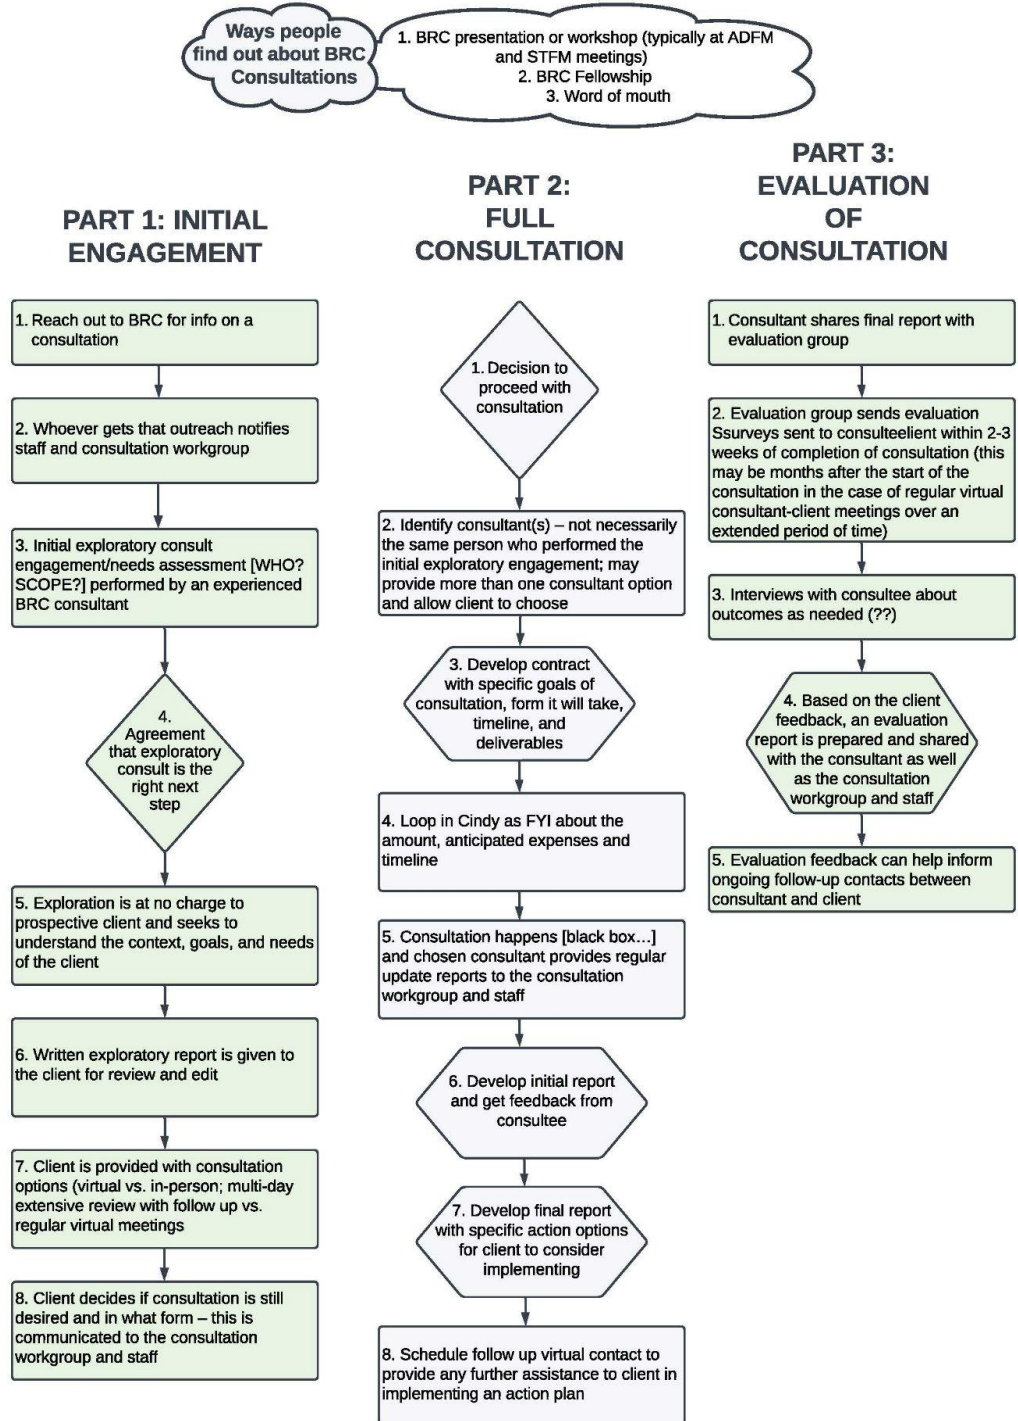 Ways people
find out about BRC
Consultations
1. BRC presentation or workshop (typically at ADFM
and STFM meetings)
2. BRC Fellowship
3. Word of mouth
PART 1: INITIAL
ENGAGEMENT
1. Reach out to BRC for info on a
consultation
2. Whoever gets that outreach notifies
staff and consultation workgroup
3. Initial exploratory consult
engagement/needs assessment [WHO?
SCOPE?] performed by an experienced
BRC consultant
4.
Agreement
that exploratory
consult is the
right next
step
5. Exploration is at no charge to
prospective client and seeks to
understand the context, goals, and needs
of the client
6. Written exploratory report is given to
the client for review and edit
7. Client is provided with consultation
options (virtual vs. in-person; multi-day
extensive review with follow up vs.
regular virtual meetings
8. Client decides if consultation is still
desired and in what form – this is
communicated to the consultation
workgroup and staff
PART 2:
FULL
CONSULTATION
1. Decision to
proceed with
consultation
2. Identify consultant(s) – not necessarily
the same person who performed the
initial exploratory engagement; may
provide more than one consultant option
and allow client to choose
3. Develop contract
with specific goals of
consultation, form it will take,
timeline, and
deliverables
4. Loop in Cindy as FYI about the
amount, anticipated expenses and
timeline
5. Consultation happens [black box…]
and chosen consultant provides regular
update reports to the consultation
workgroup and staff
6. Develop initial report
and get feedback from
consultee
7. Develop final report
with specific action options
for client to consider
implementing
8. Schedule follow up virtual contact to
provide any further assistance to client in
implementing an action plan
PART 3:
EVALUATION
OF
CONSULTATION
1. Consultant shares final report with
evaluation group
2. Evaluation group sends evaluation
Ssurveys sent to consulteelient within 2-3
weeks of completion of consultation (this
may be months after the start of the
consultation in the case of regular virtual
consultant-client meetings over an
extended period of time)
3. Interviews with consultee about
outcomes as needed (??)
4. Based on the client
feedback, an evaluation
report is prepared and shared
with the consultant as well
as the consultation
workgroup and staff
5. Evaluation feedback can help inform
ongoing follow-up contacts between
consultant and client